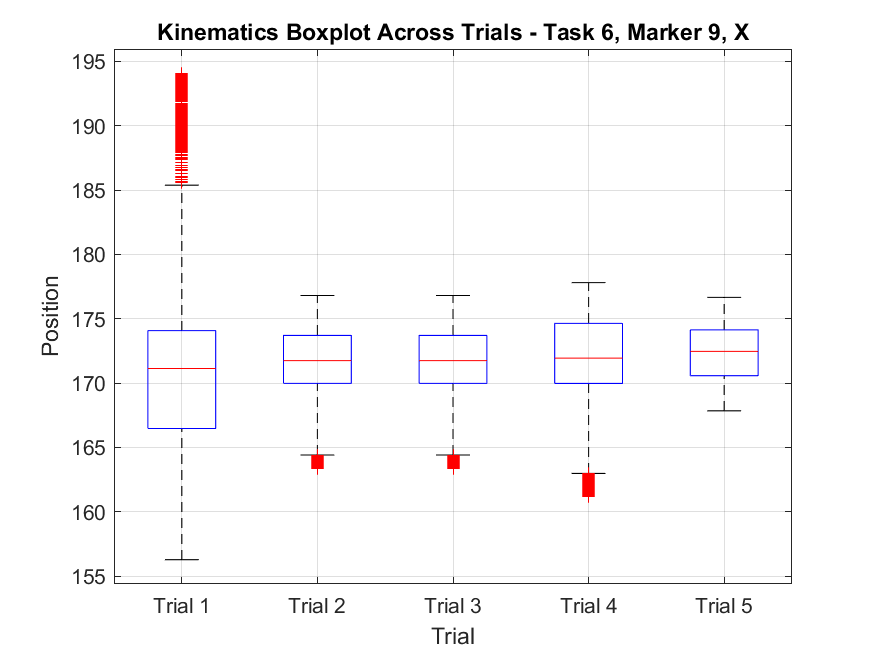 Kinematics Boxplot Across Trials - Task 6, Marker 9, X
195
190
185
180
175
170
165
160
155
Position
Trial 1 Trial 2 Trial 3 Trial 4 Trial 5
Trial